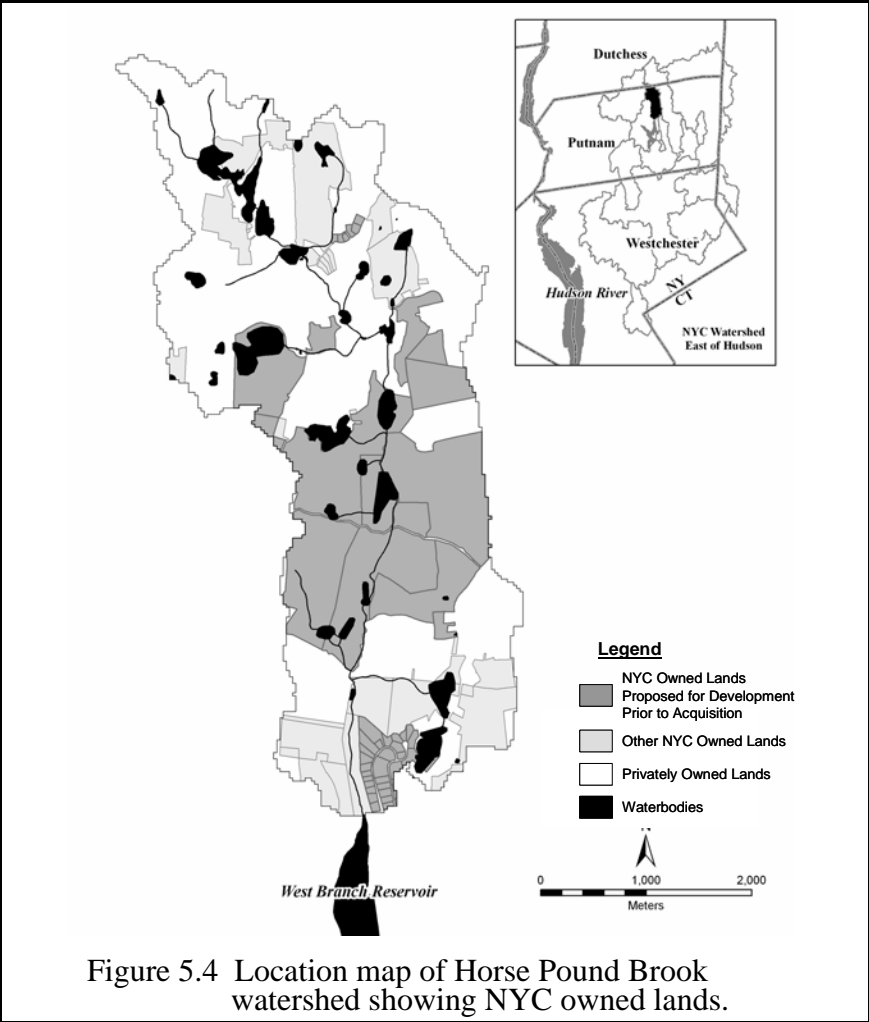 Dutchess
Putnam
Westchester
Hudson River
NY
CT
NYC Watershed
East of Hudson
Legend
NYC Owned Lands
Proposed for Development
Prior to Acquisition
Other NYC Owned Lands
Privately Owned Lands
Waterbodies
N
0 1,000 2,000
Meters
West Branch Reservoir
Figure 5.4 Location map of Horse Pound Brook
watershed showing NYC owned lands.